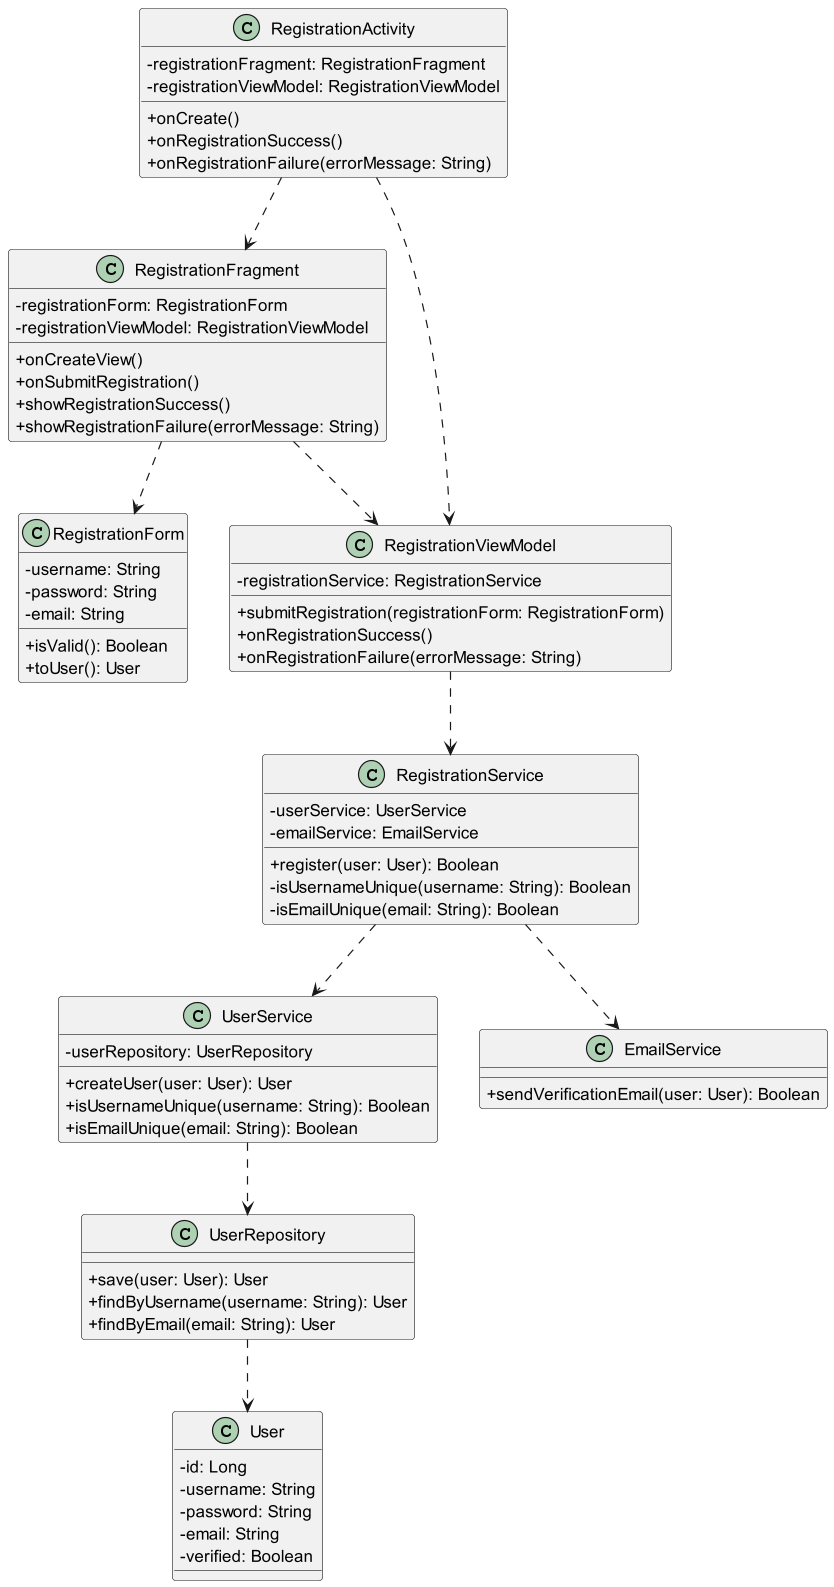 C RegistrationActivity
-registrationFragment: RegistrationFragment
-registrationViewModel: RegistrationViewModel
+onCreate()
+onRegistrationSuccess()
+onRegistrationFailure(errorMessage: String)
C RegistrationFragment
-registrationForm: RegistrationForm
-registrationViewModel: RegistrationViewModel
+onCreateView()
+onSubmitRegistration()
+showRegistrationSuccess()
+showRegistrationFailure(errorMessage: String)
C RegistrationForm
-username: String
-password: String
-email: String
+isValid(): Boolean
+toUser(): User
C RegistrationViewModel
-registrationService: RegistrationService
+submitRegistration(registrationForm: RegistrationForm)
+onRegistrationSuccess()
+onRegistrationFailure(errorMessage: String)
C RegistrationService
-userService: UserService
-emailService: EmailService
+register(user: User): Boolean
-isUsernameUnique(username: String): Boolean
-isEmailUnique(email: String): Boolean
C UserService
-userRepository: UserRepository
+createUser(user: User): User
+isUsernameUnique(username: String): Boolean
+isEmailUnique(email: String): Boolean
C EmailService
+sendVerificationEmail(user: User): Boolean
C UserRepository
+save(user: User): User
+findByUsername(username: String): User
+findByEmail(email: String): User
C User
-id: Long
-username: String
-password: String
-email: String
-verified: Boolean